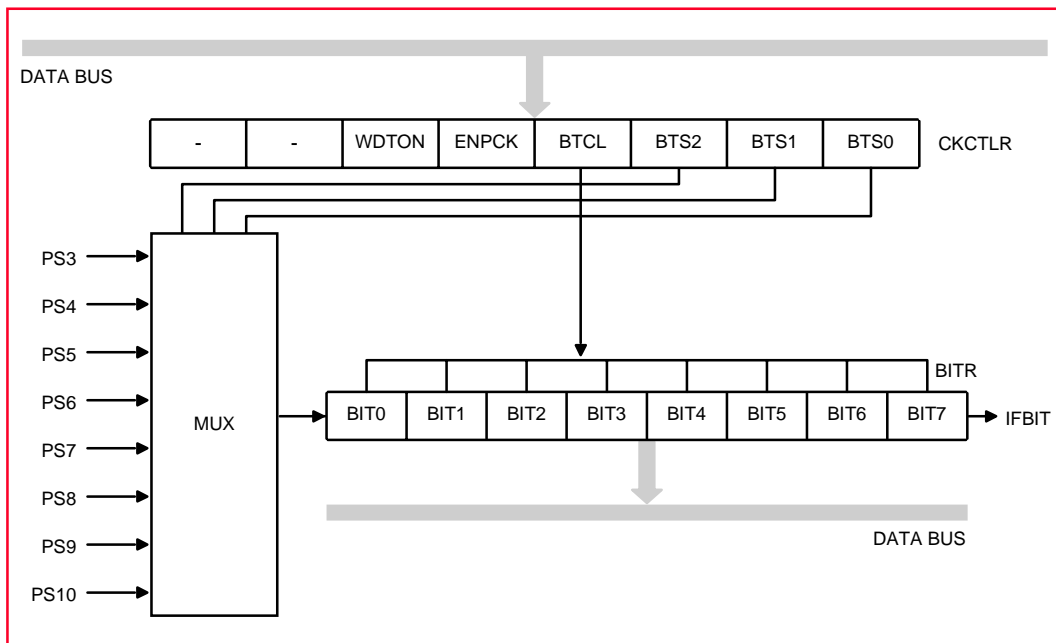 DATA BUS
- - WDTON ENPCK BTCL BTS2 BTS1 BTS0 CKCTLR
PS3
PS4
PS5
PS6
PS7
PS8
PS9
PS10
MUX
BITR
BIT0 BIT1 BIT2 BIT3 BIT4 BIT5 BIT6 BIT7 IFBIT
DATA BUS